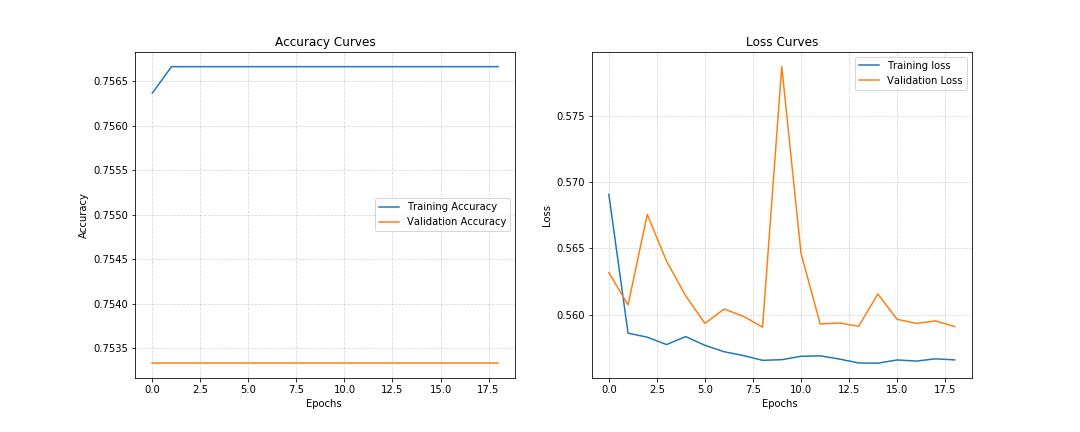 Accuracy Curves
0.7565
0.7560
0.7555
0.7550
0.7545
0.7540
0.7535
Accuracy
Training Accuracy
Validation Accuracy
0.0 2.5 5.0 7.5 10.0 12.5 15.0 17.5
Epochs
Loss Curves
0.575
0.570
0.565
0.560
Loss
Training loss
Validation Loss
0.0 2.5 5.0 7.5 10.0 12.5 15.0 17.5
Epochs